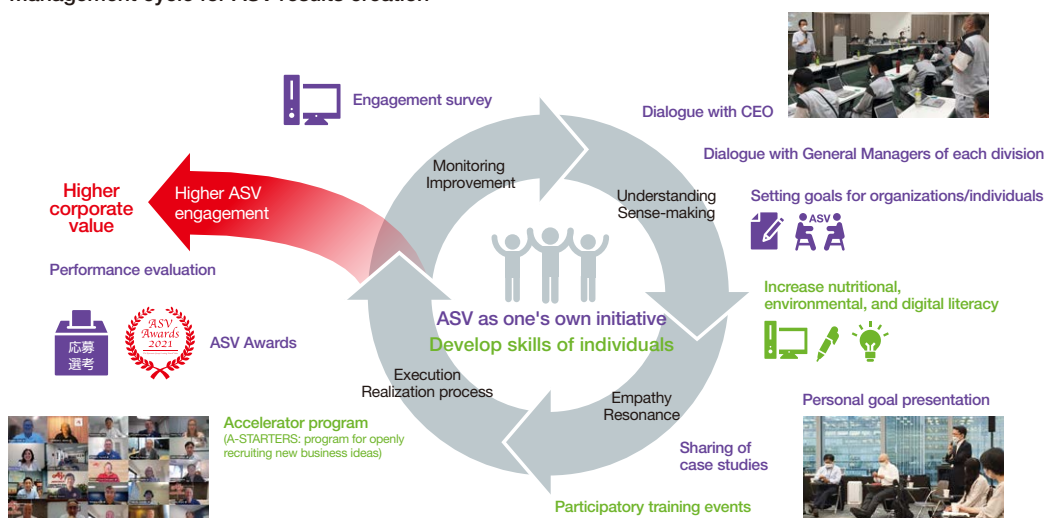 Management cycle for ASV results creation
Engagement survey
Dialogue with CEO
Dialogue with General Managers of each division
Monitoring
Improvement
Understanding
Sense-making
Setting goals for organizations/individuals
ASV
Higher
corporate
value
Higher ASV
engagement
Performance evaluation
Increase nutritional,
environmental, and digital literacy
ASV as one's own initiative
Develop skills of individuals
応募
選考
ASV
Awards
2021
ASV Awards
Execution
Realization process
Empathy
Resonance
Personal goal presentation
Accelerator program
(A-STARTERS: program for openly
recruiting new business ideas)
Sharing of
case studies
Participatory training events